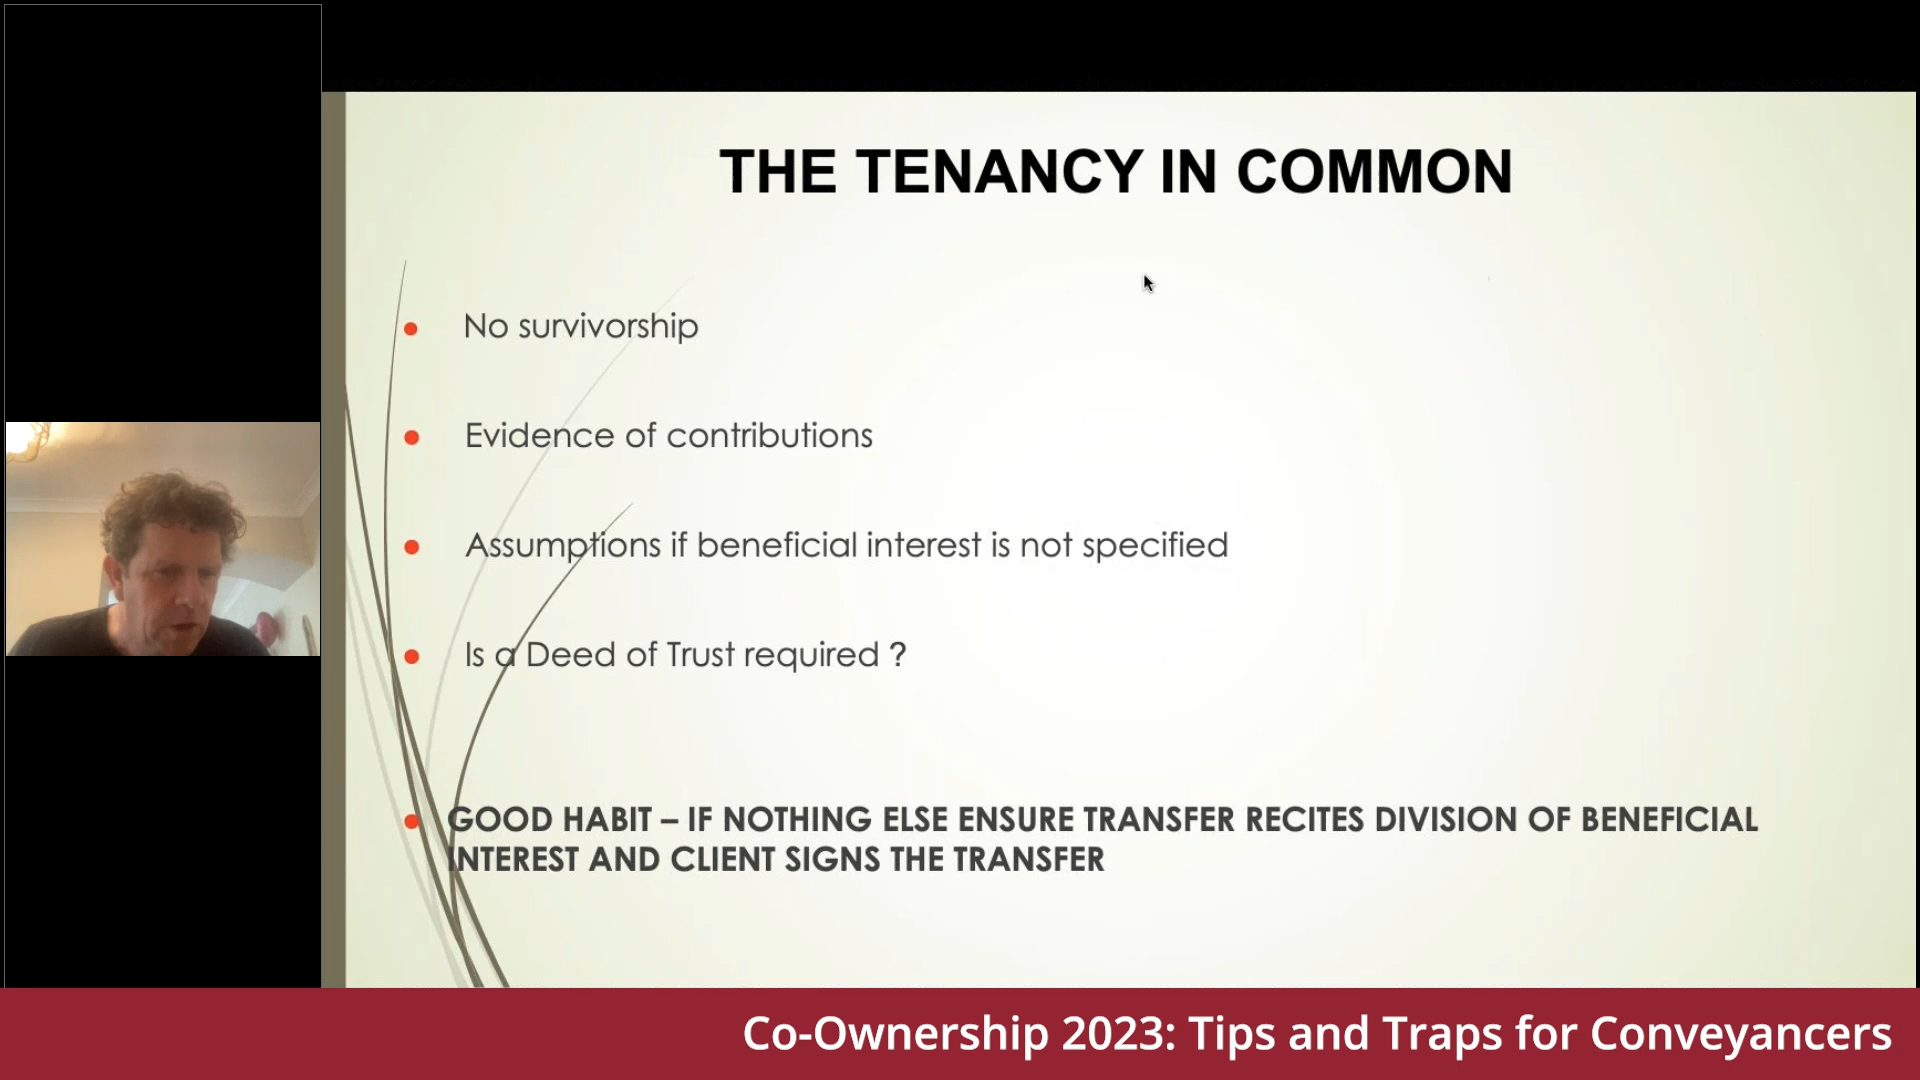 THE TENANCY IN COMMON
No survivorship
Evidence of contributions
Assumptions if beneficial interest is not specified
Is a Deed of Trust required ?
GOOD HABIT – IF NOTHING ELSE ENSURE TRANSFER RECITES DIVISION OF BENEFICIAL
INTEREST AND CLIENT SIGNS THE TRANSFER
Co-Ownership 2023: Tips and Traps for Conveyancers